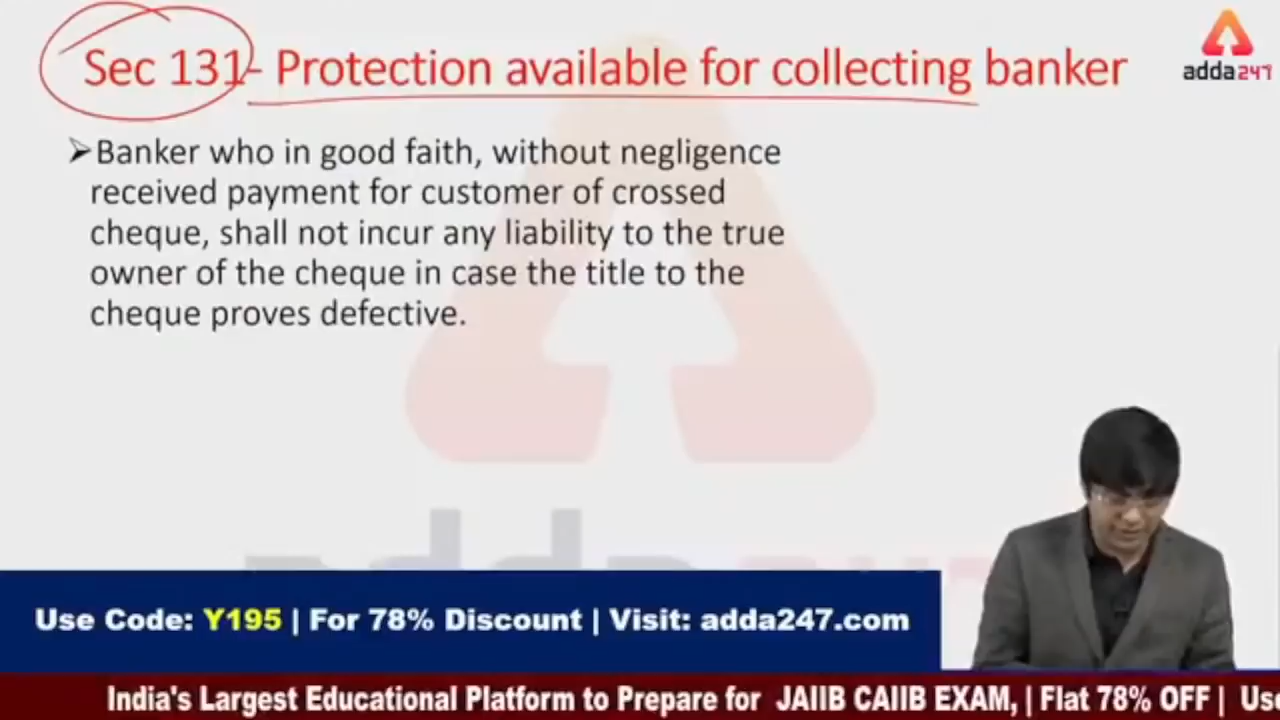 Sec 131- Protection available for collecting banker
adda247
➢Banker who in good faith, without negligence
received payment for customer of crossed
cheque, shall not incur any liability to the true
owner of the cheque in case the title to the
cheque proves defective.
Use Code: Y195 | For 78% Discount | Visit: adda247.com
India's Largest Educational Platform to Prepare for JAIIB CAIIB EXAM, | Flat 78% OFF |